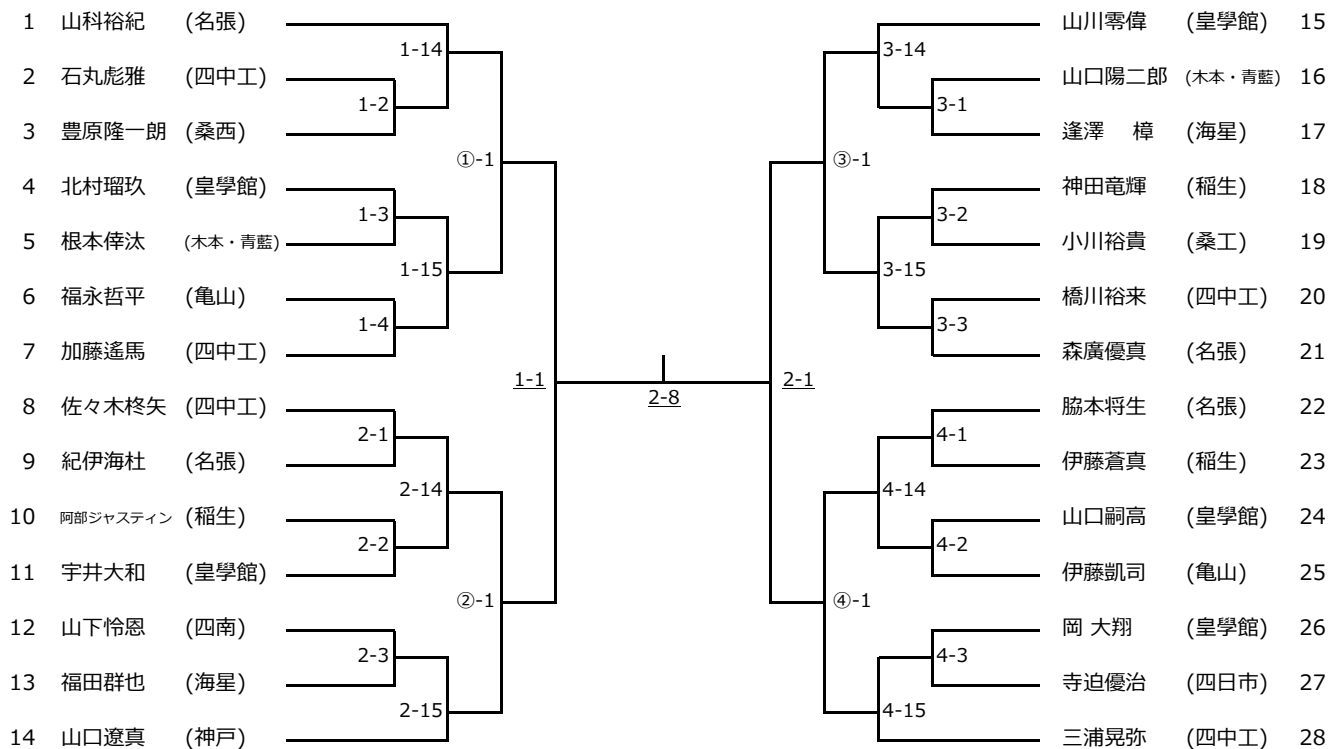 1 山科裕紀 (名張)
2 石丸彪雅 (四中工)
3 豊原隆一朗 (桑西)
4 北村瑠玖 (皇學館)
5 根本倖汰 (木本・青藍)
6 福永哲平 (亀山)
7 加藤遙馬 (四中工)
8 佐々木柊矢 (四中工)
9 紀伊海杜 (名張)
10 阿部ジャスティン (稲生)
11 宇井大和 (皇學館)
12 山下怜恩 (四南)
13 福田群也 (海星)
14 山口遼真 (神戸)
1-14
1-2
①-1
1-3
1-15
1-4
1-1
2-1
2-14
2-2
②-1
2-3
2-15
2-8
3-14
3-1
③-1
3-2
3-15
3-3
2-1
4-1
4-14
4-2
④-1
4-3
4-15
山川零偉 (皇學館) 15
山口陽二郎 (木本・青藍) 16
逢澤 樟 (海星) 17
神田竜輝 (稲生) 18
小川裕貴 (桑工) 19
橋川裕来 (四中工) 20
森廣優真 (名張) 21
脇本将生 (名張) 22
伊藤蒼真 (稲生) 23
山口嗣高 (皇學館) 24
伊藤凱司 (亀山) 25
岡 大翔 (皇學館) 26
寺迫優治 (四日市) 27
三浦晃弥 (四中工) 28